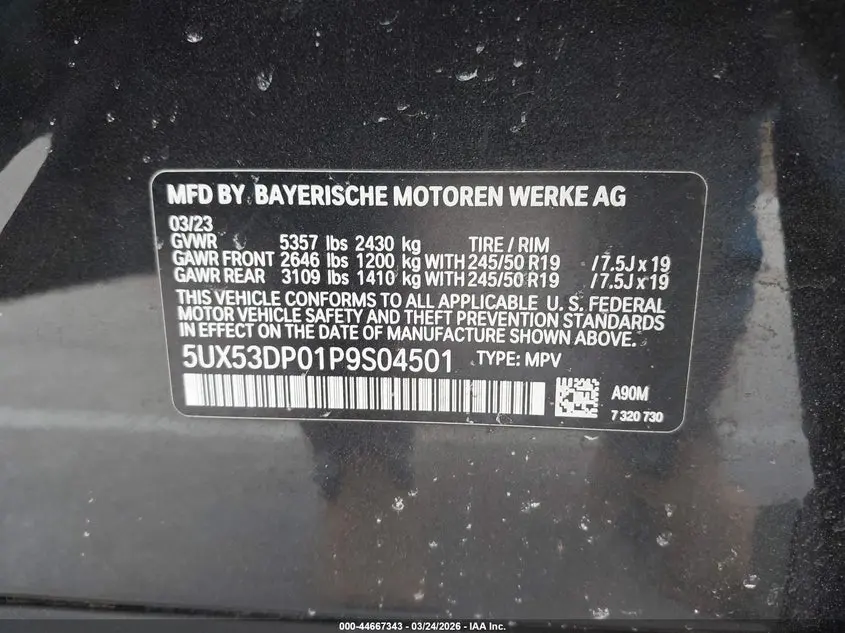 MFD BY BAYERISCHE MOTOREN WERKE AG
03/23
GVWR 5357 lbs 2430 kg TIRE / RIM
GAWR FRONT 2646 lbs 1200 kg WITH 245/50 R19 /7.5J x 19
GAWR REAR 3109 lbs 1410 kg WITH 245/50 R19 /7.5J x 19
THIS VEHICLE CONFORMS TO ALL APPLICABLE U. S. FEDERAL
MOTOR VEHICLE SAFETY AND THEFT PREVENTION STANDARDS
IN EFFECT ON THE DATE OF MANUFACTURE SHOWN ABOVE.
5UX53DP01P9S04501 TYPE: MPV
A90M
7 320 730
000-44667343 - 03/24/2026 - IAA Inc.